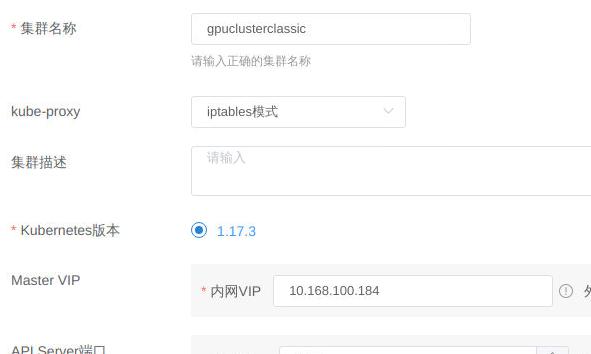 * 集群名称 gpuclusterclassic
请输入正确的集群名称
kube-proxy iptables模式
集群描述 请输入
* Kubernetes版本 1.17.3
Master VIP * 内网VIP 10.168.100.184
API Server端口